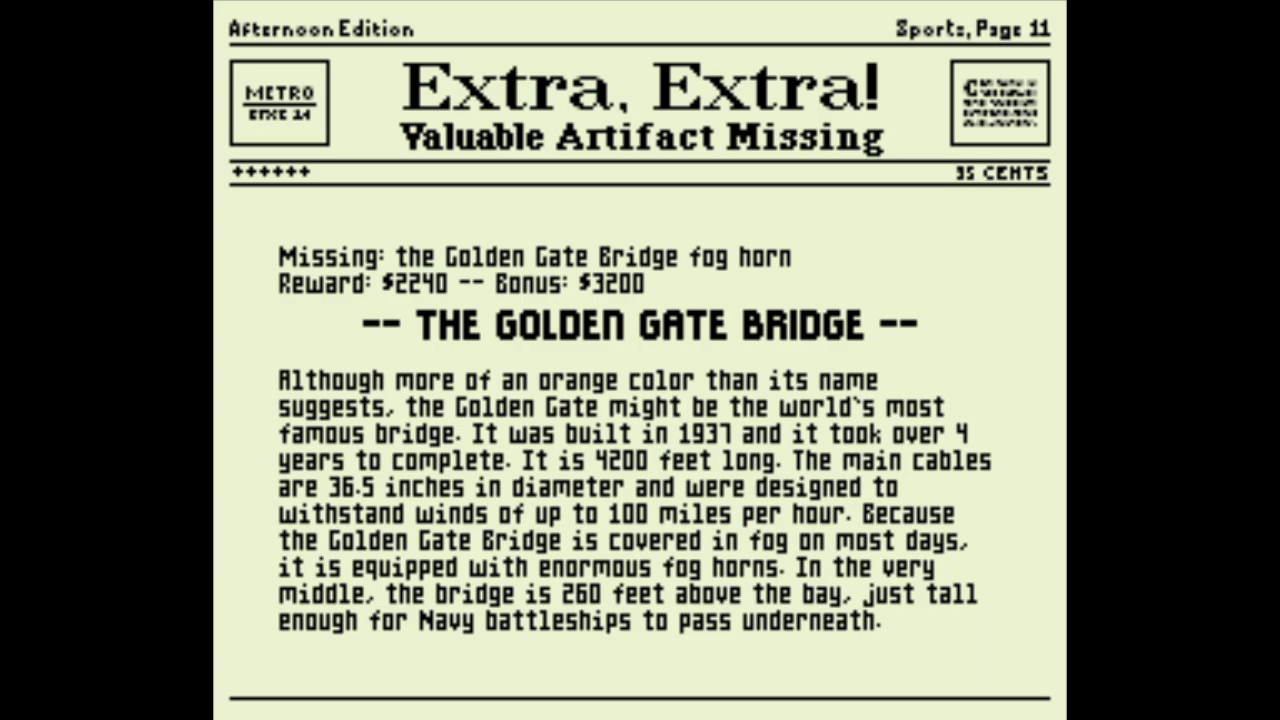 Afternoon Edition
Sports, Page 11
METRO
Extra, Extra!
Valuable Artifact Missing
++++++
35 CENTS
Missing: the Golden Gate Bridge fog horn
Reward: $2240 -- Bonus: $3200
-- THE GOLDEN GATE BRIDGE --
Although more of an orange color than its name
suggests, the Golden Gate might be the world's most
famous bridge. It was built in 1937 and it took over 4
years to complete. It is 4200 feet long. The main cables
are 36.5 inches in diameter and were designed to
withstand winds of up to 100 miles per hour. Because
the Golden Gate Bridge is covered in fog on most days,
it is equipped with enormous fog horns. In the very
middle, the bridge is 260 feet above the bay, just tall
enough for Navy battleships to pass underneath.